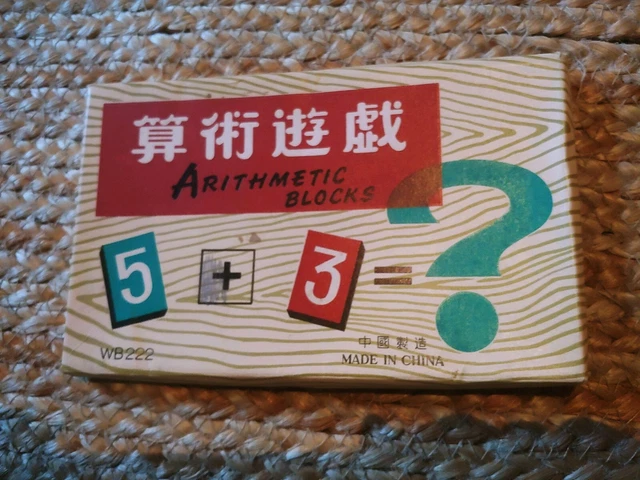 算術遊戲
ARITHMETIC
BLOCKS
5 + 3 = ?
中國製造
WB222
MADE IN CHINA